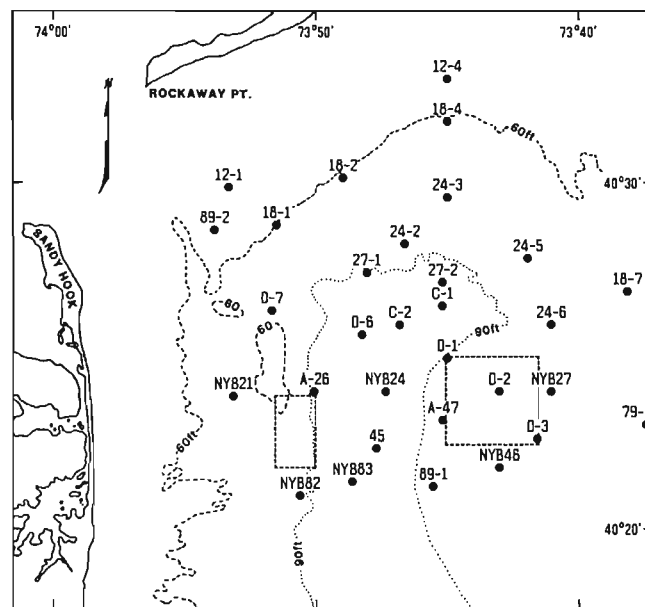 74°00'
73°50'
73°40'
N
ROCKAWAY PT.
12-4
18-4
60ft
18-2
12-1
40°30'
24-3
89-2
18-1
24-2
SANDY HOOK
24-5
27-1
27-2
18-7
C-1
60
D-7
C-2
24-6
60
D-6
90ft
D-1
NYB21
A-26
NYB24
D-2
NYB27
A-47
79-
60ft
D-3
45
NYB46
NYB83
89-1
NYB82
40°20'
90ft